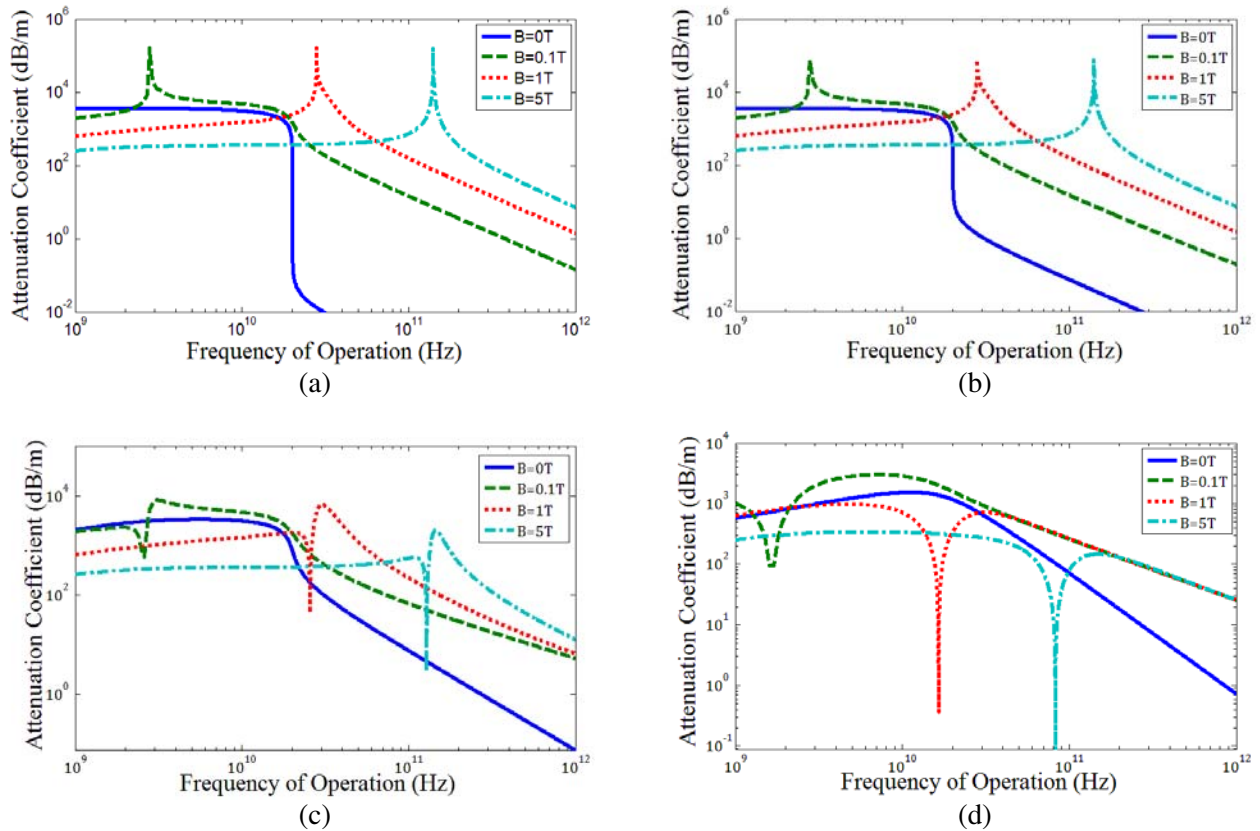 Attenuation Coefficient (dB/m)
10^6
10^4
10^2
10^0
10^-2
B=0T
B=0.1T
B=1T
B=5T
10^9 10^10 10^11 10^12
Frequency of Operation (Hz)
(a)
Attenuation Coefficient (dB/m)
10^6
10^4
10^2
10^0
10^-2
B=0T
B=0.1T
B=1T
B=5T
10^9 10^10 10^11 10^12
Frequency of Operation (Hz)
(b)
Attenuation Coefficient (dB/m)
10^4
10^2
10^0
B=0T
B=0.1T
B=1T
B=5T
10^9 10^10 10^11 10^12
Frequency of Operation (Hz)
(c)
Attenuation Coefficient (dB/m)
10^4
10^3
10^2
10^1
10^0
10^-1
B=0T
B=0.1T
B=1T
B=5T
10^9 10^10 10^11 10^12
Frequency of Operation (Hz)
(d)